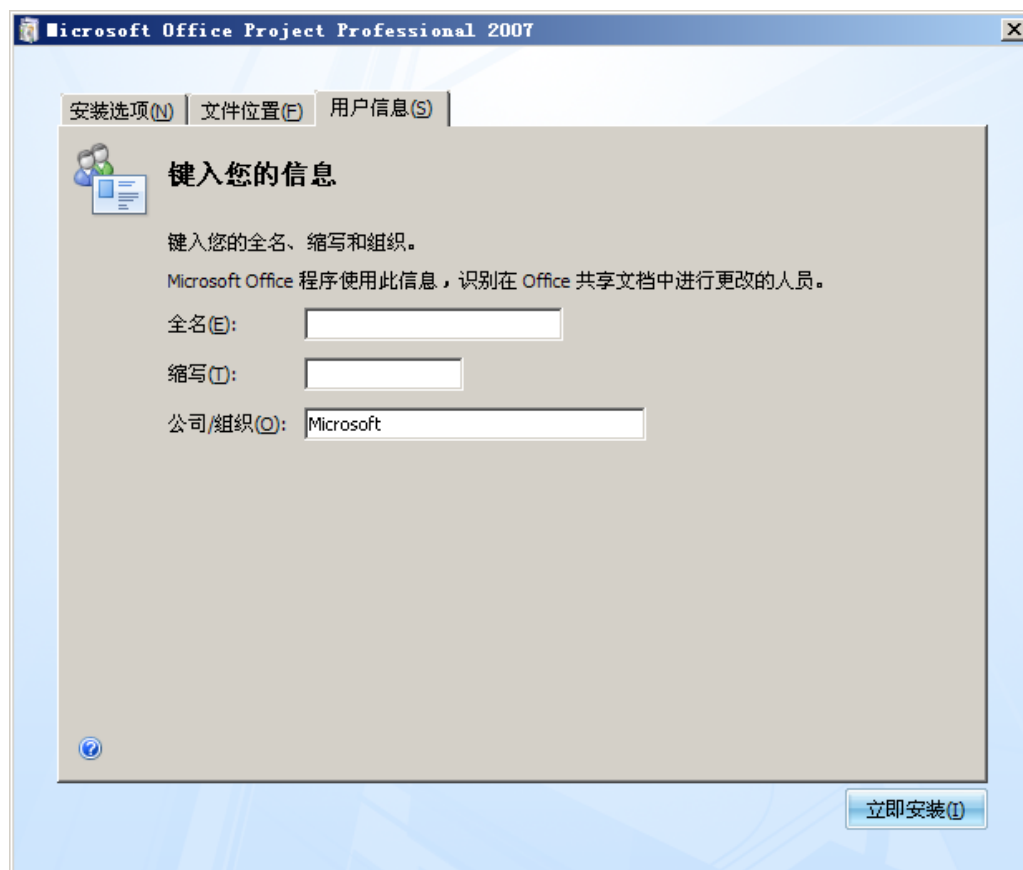 Microsoft Office Project Professional 2007
安装选项(N) 文件位置(F) 用户信息(S)
键入您的信息
键入您的全名、缩写和组织。
Microsoft Office 程序使用此信息，识别在 Office 共享文档中进行更改的人员。
全名(E):
缩写(T):
公司/组织(O): Microsoft
立即安装(I)